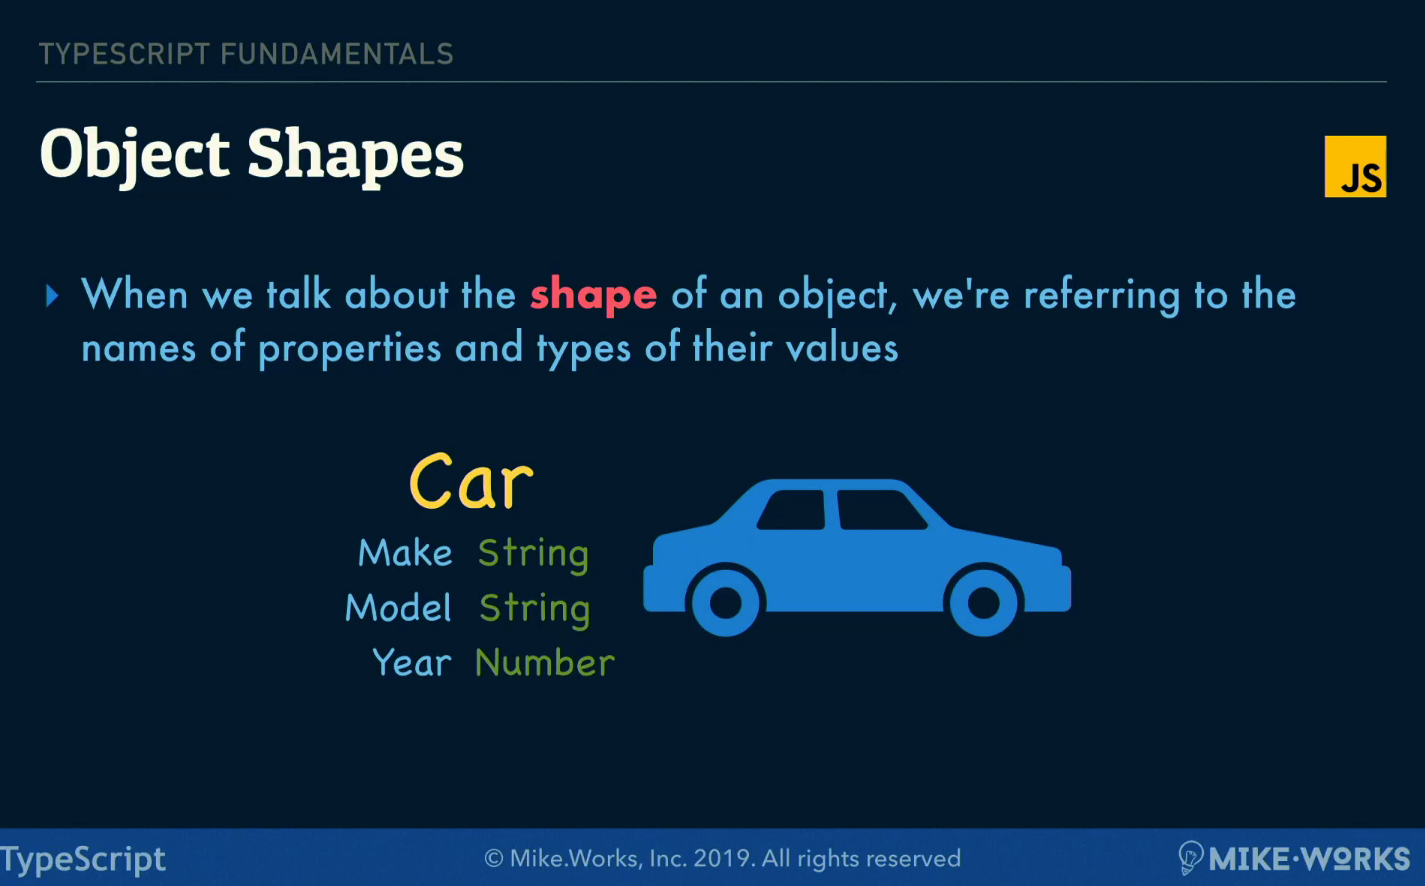 TYPESCRIPT FUNDAMENTALS
Object Shapes
JS
When we talk about the shape of an object, we're referring to the
names of properties and types of their values
Car
Make String
Model String
Year Number
TypeScript
© Mike.Works, Inc. 2019. All rights reserved
MIKE·WORKS